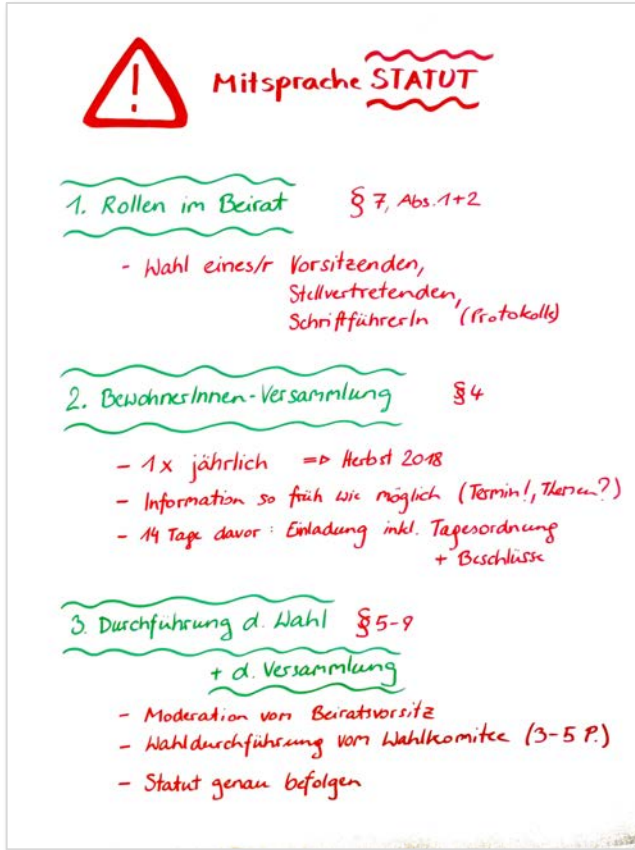 !
Mitsprache STATUT
1. Rollen im Beirat § 7, Abs. 1+2
- Wahl eines/r Vorsitzenden,
Stellvertretenden,
SchriftführerIn (Protokolle)
2. BewohnerInnen-Versammlung §4
- 1x jährlich => Herbst 2018
- Information so früh wie möglich (Termin!, Themen?)
- 14 Tage davor: Einladung inkl. Tagesordnung
+ Beschlüsse
3. Durchführung d. Wahl §5-9
+ d. Versammlung
- Moderation vom Beiratsvorsitz
- Wahldurchführung vom Wahlkomitee (3-5 P.)
- Statut genau befolgen